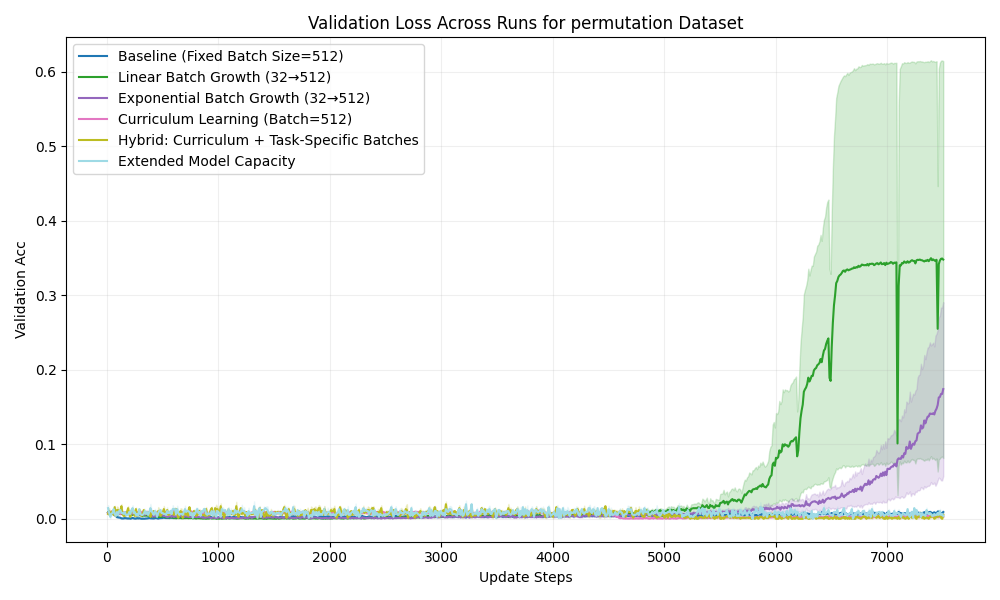 Validation Loss Across Runs for permutation Dataset
Baseline (Fixed Batch Size=512)
Linear Batch Growth (32→512)
Exponential Batch Growth (32→512)
Curriculum Learning (Batch=512)
Hybrid: Curriculum + Task-Specific Batches
Extended Model Capacity
Validation Acc
0.6
0.5
0.4
0.3
0.2
0.1
0.0
0 1000 2000 3000 4000 5000 6000 7000
Update Steps